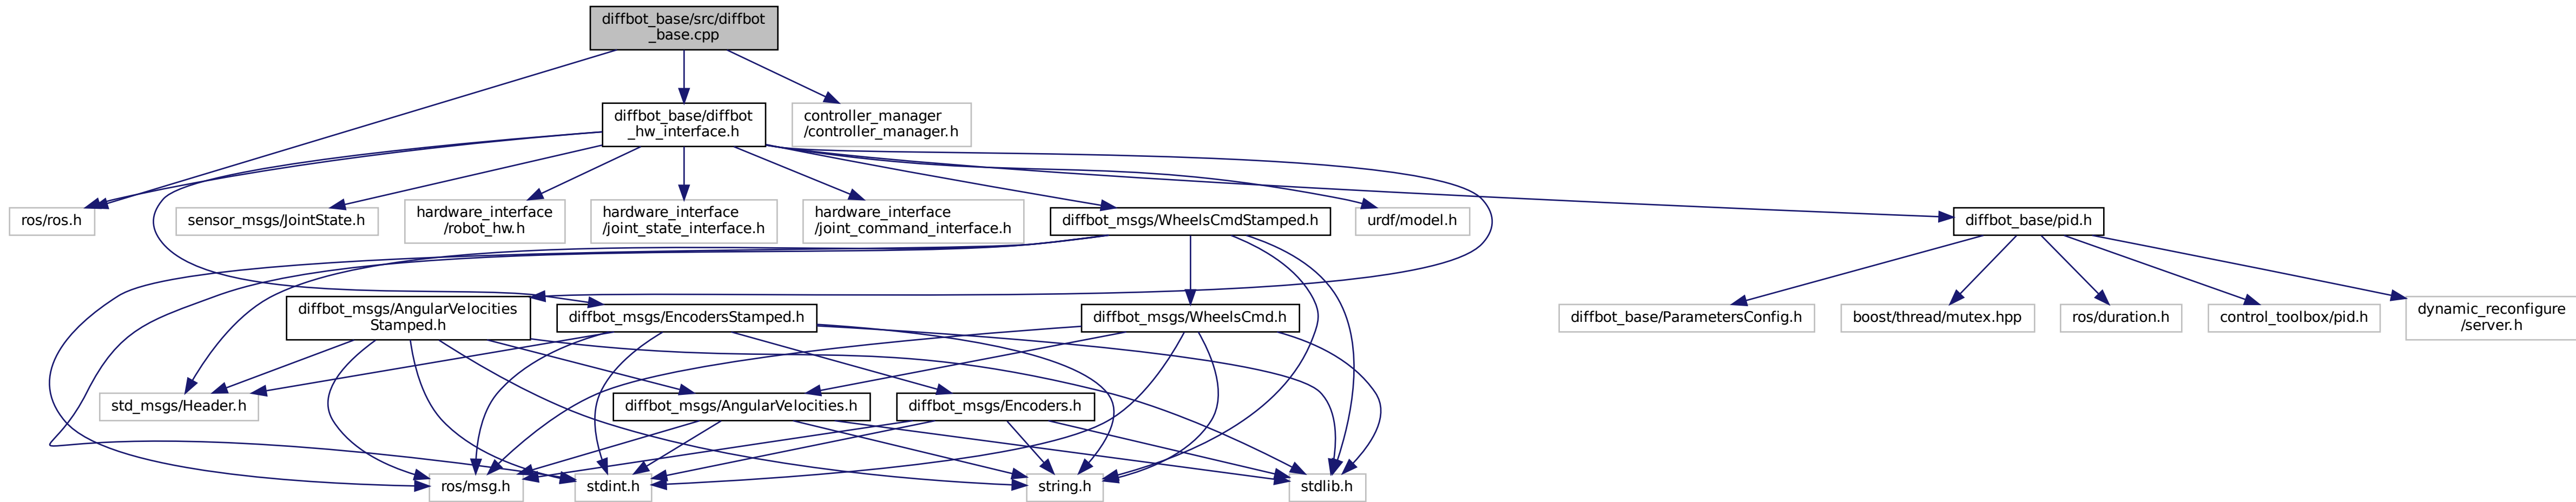 diffbot_base/src/diffbot
_base.cpp
diffbot_base/diffbot
_hw_interface.h
controller_manager
/controller_manager.h
ros/ros.h
sensor_msgs/JointState.h
hardware_interface
/robot_hw.h
hardware_interface
/joint_state_interface.h
hardware_interface
/joint_command_interface.h
diffbot_msgs/WheelsCmdStamped.h
urdf/model.h
diffbot_base/pid.h
diffbot_msgs/AngularVelocities
Stamped.h
diffbot_msgs/EncodersStamped.h
diffbot_msgs/WheelsCmd.h
diffbot_base/ParametersConfig.h
boost/thread/mutex.hpp
ros/duration.h
control_toolbox/pid.h
dynamic_reconfigure
/server.h
std_msgs/Header.h
diffbot_msgs/AngularVelocities.h
diffbot_msgs/Encoders.h
ros/msg.h
stdint.h
string.h
stdlib.h